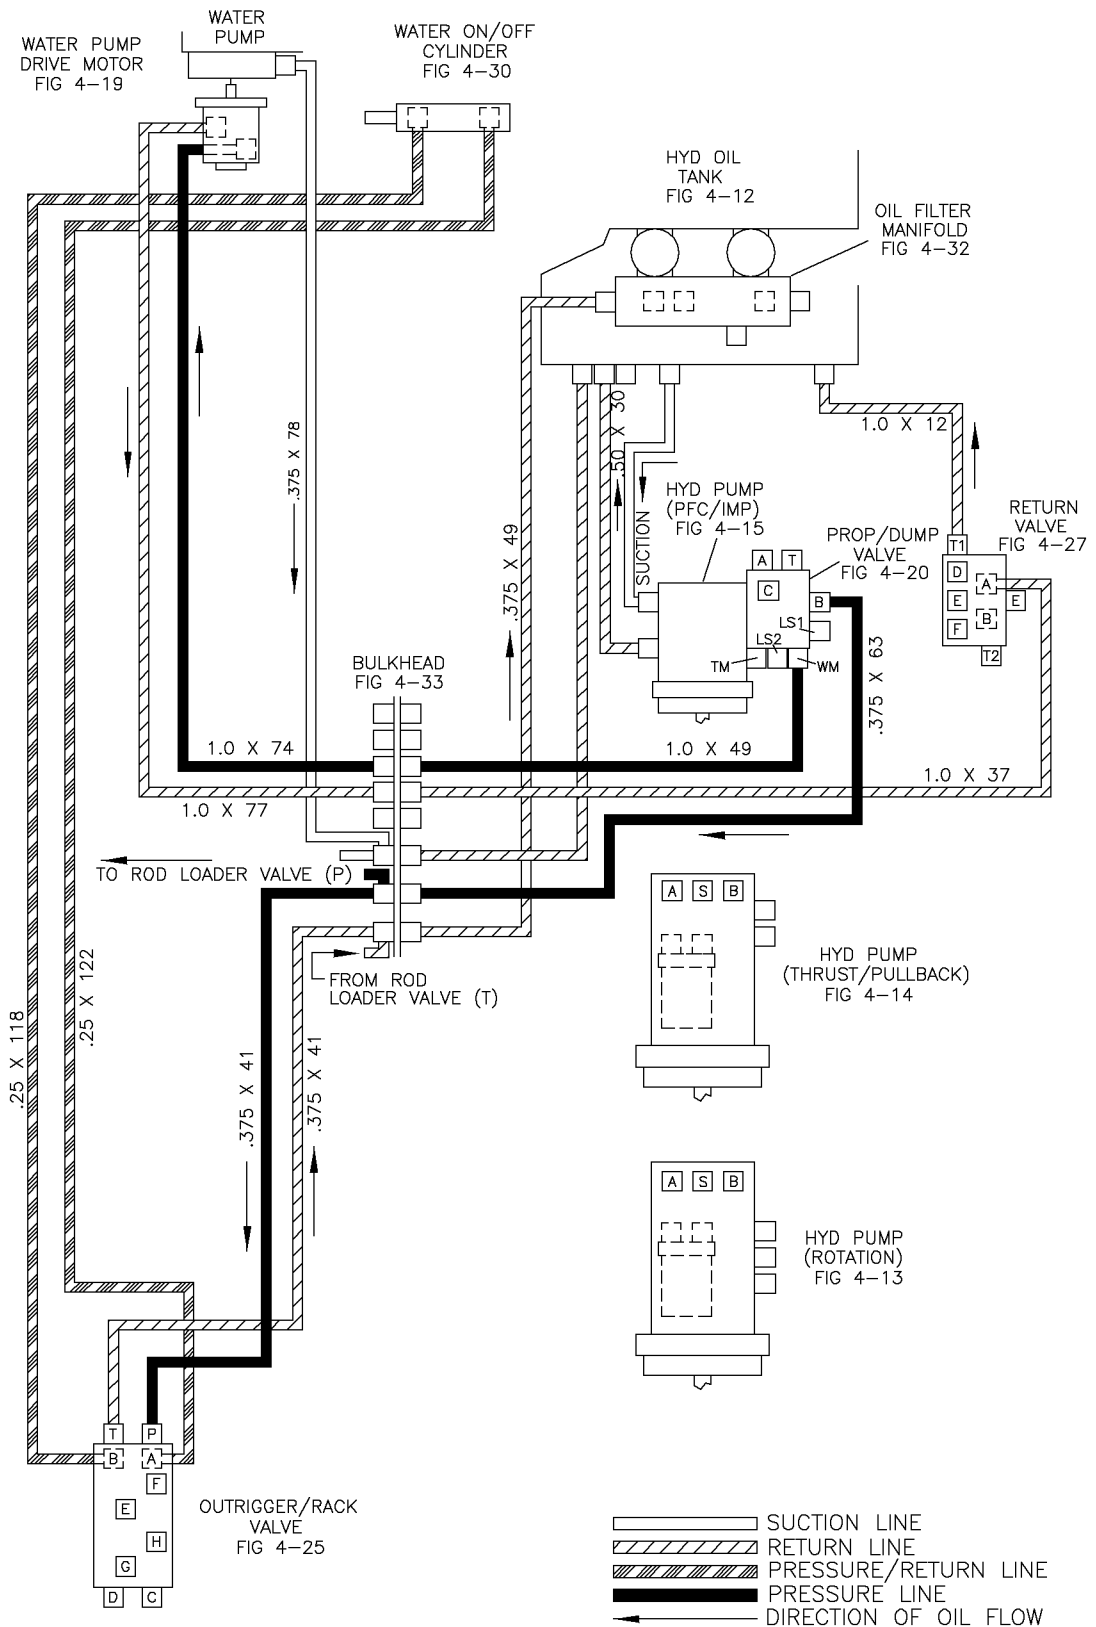 WATER
PUMP
WATER PUMP
DRIVE MOTOR
FIG 4-19
WATER ON/OFF
CYLINDER
FIG 4-30
HYD OIL
TANK
FIG 4-12
OIL FILTER
MANIFOLD
FIG 4-32
.375 X 78
.375 X 49
.50 X 30
SUCTION
1.0 X 12
HYD PUMP
(PFC/IMP)
FIG 4-15
PROP/DUMP
VALVE
FIG 4-20
RETURN
VALVE
FIG 4-27
T1
D
A
E
E
B
F
T2
A
T
C
B
LS1
LS2
TM
WM
.375 X 63
BULKHEAD
FIG 4-33
1.0 X 74
1.0 X 49
1.0 X 37
1.0 X 77
TO ROD LOADER VALVE (P)
FROM ROD
LOADER VALVE (T)
A S B
HYD PUMP
(THRUST/PULLBACK)
FIG 4-14
.25 X 118
.25 X 122
.375 X 41
.375 X 41
A S B
HYD PUMP
(ROTATION)
FIG 4-13
T
P
B
A
F
E
H
G
D
C
OUTRIGGER/RACK
VALVE
FIG 4-25
SUCTION LINE
RETURN LINE
PRESSURE/RETURN LINE
PRESSURE LINE
DIRECTION OF OIL FLOW